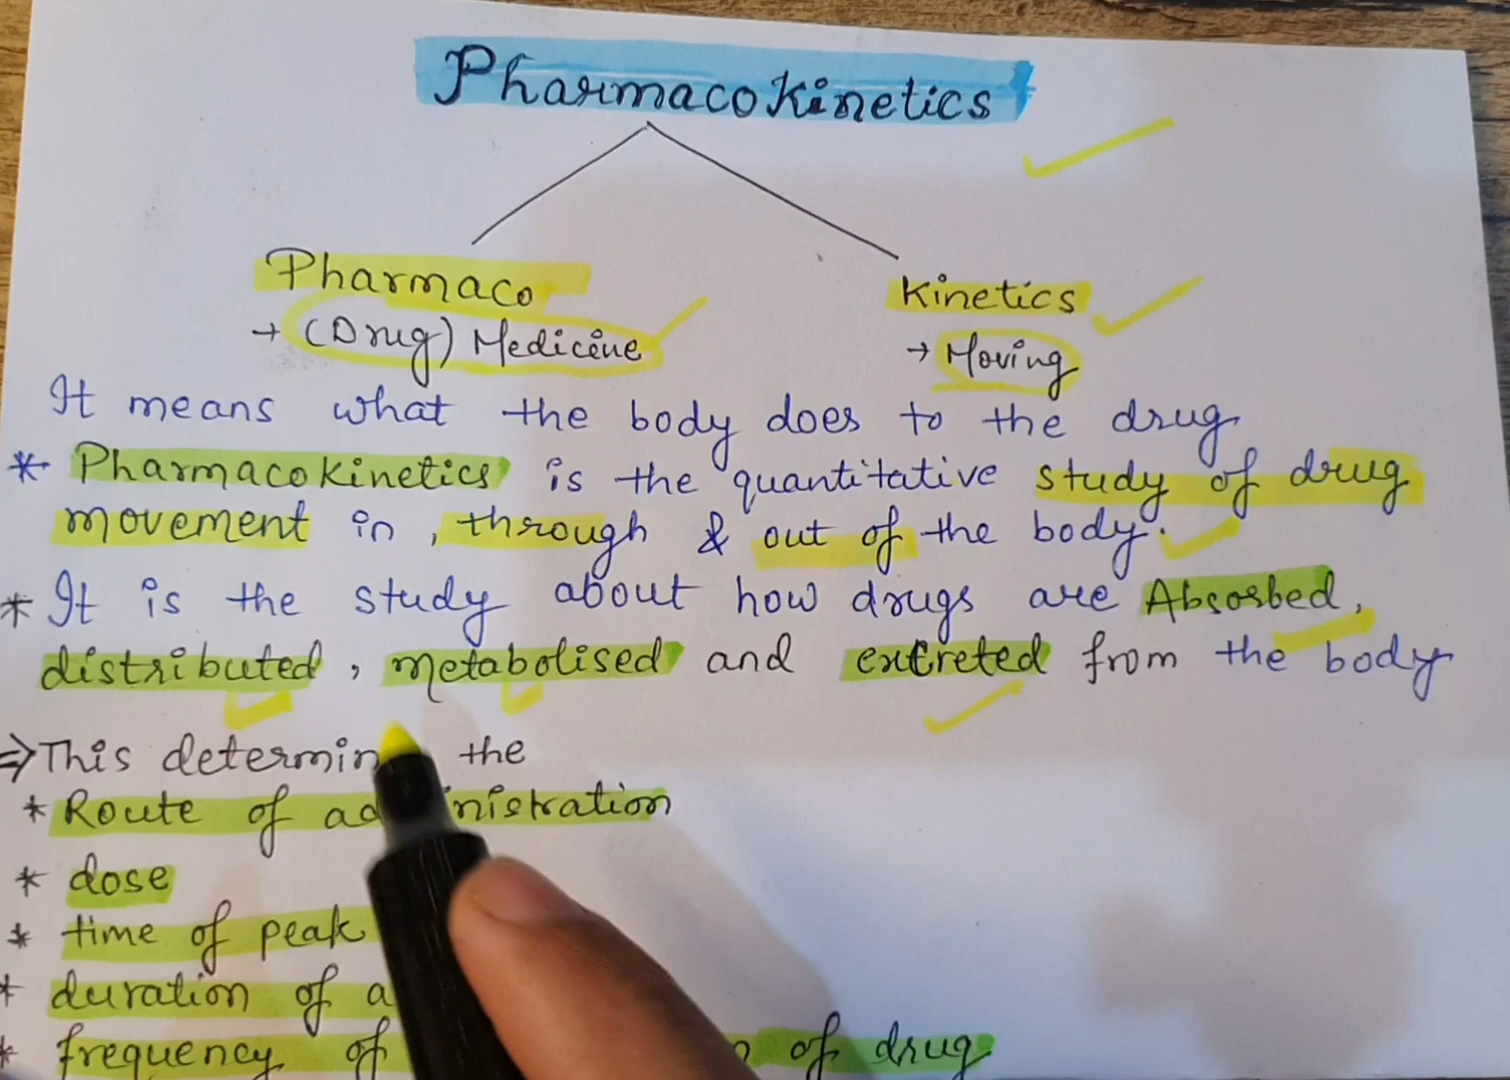 Pharmacokinetics
Pharmaco
Kinetics
→ (Drug) Medicine
→ Moving
It means what the body does to the drug
* Pharmacokinetics is the quantitative study of drug
movement in, through & out of the body.
* It is the study about how drugs are Absorbed,
distributed, metabolised and excreted from the body
⇒ This the
* Route of
* dose
* time of peak
* duration of
* frequency of of drug